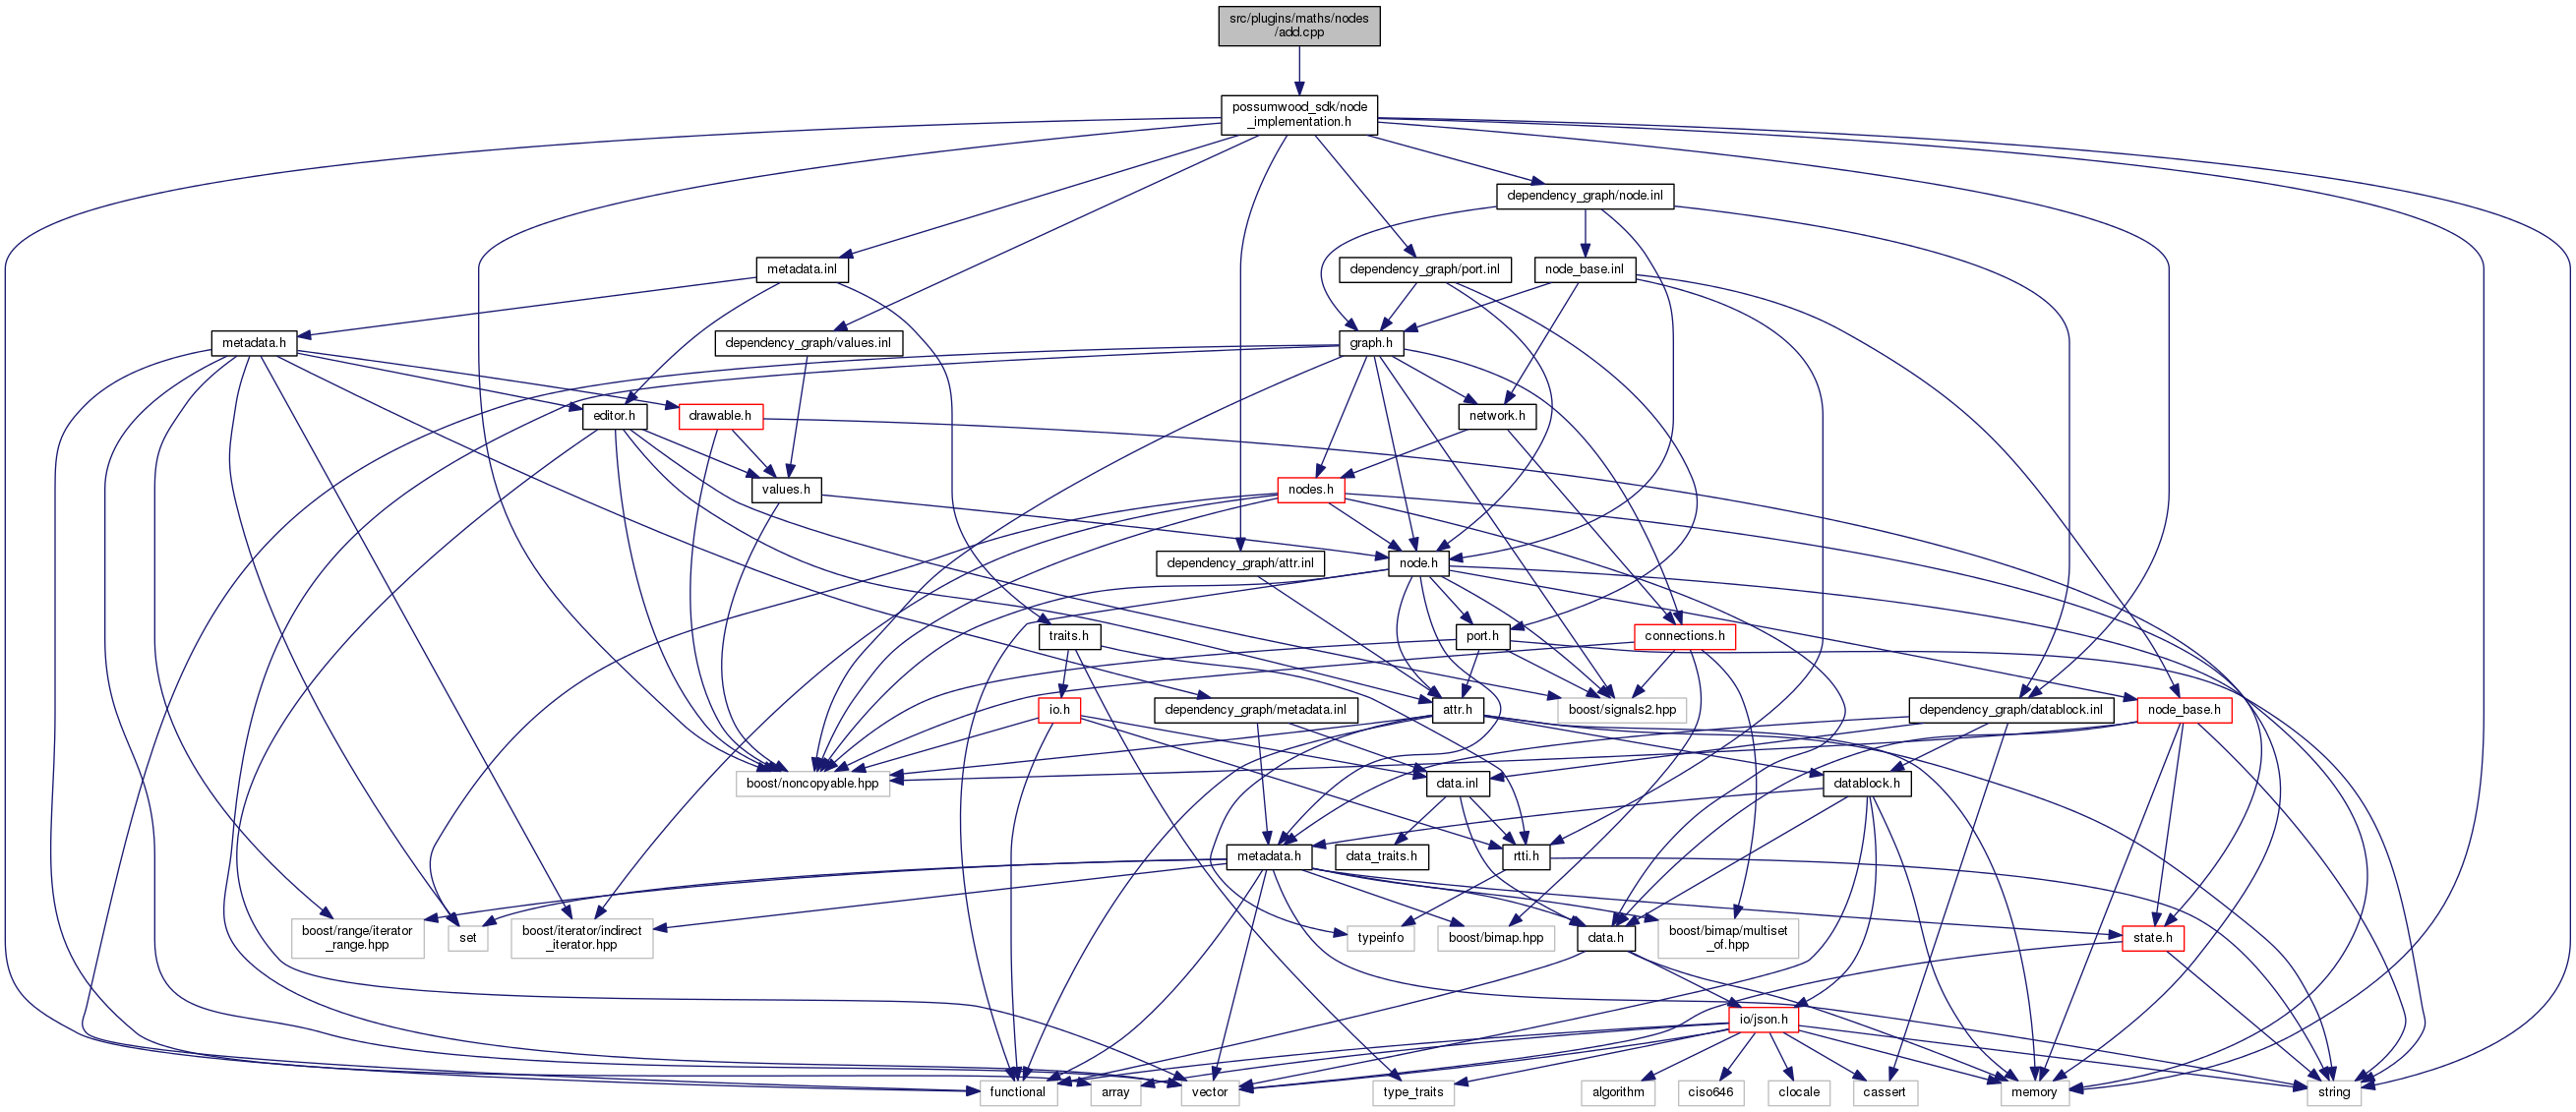 src/plugins/maths/nodes
/add.cpp
possumwood_sdk/node
_implementation.h
dependency_graph/node.inl
metadata.inl
dependency_graph/port.inl
node_base.inl
metadata.h
dependency_graph/values.inl
graph.h
editor.h
drawable.h
network.h
values.h
nodes.h
dependency_graph/attr.inl
node.h
traits.h
port.h
connections.h
io.h
dependency_graph/metadata.inl
attr.h
boost/signals2.hpp
dependency_graph/datablock.inl
node_base.h
boost/noncopyable.hpp
data.inl
datablock.h
metadata.h
data_traits.h
rtti.h
boost/range/iterator
_range.hpp
set
boost/iterator/indirect
_iterator.hpp
typeinfo
boost/bimap.hpp
data.h
boost/bimap/multiset
_of.hpp
state.h
io/json.h
functional
array
vector
type_traits
algorithm
ciso646
clocale
cassert
memory
string